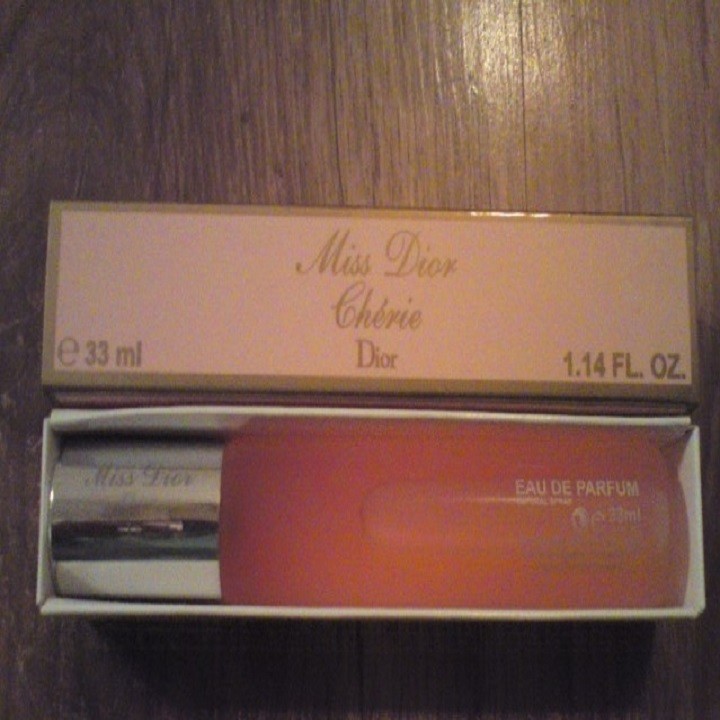 Miss Dior
Chérie
Dior
℮ 33 ml
1.14 FL. OZ.
Miss Dior
EAU DE PARFUM
33ml